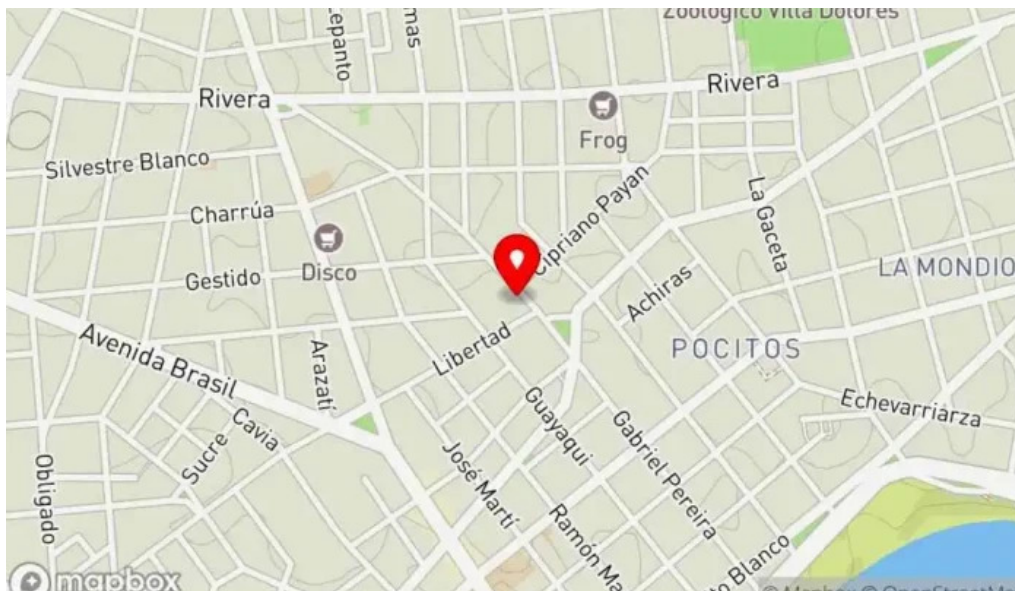 Zoológico Villa Dolores
Lepanto
mas
Rivera
Rivera
Frog
Silvestre Blanco
Cipriano Payan
La Gaceta
Charrúa
Disco
Gestido
LA MONDIO
Achiras
Avenida Brasil
Arazatí
Libertad
POCITOS
Echevarriarza
Cavia
Sucre
Guayaqui
Gabriel Pereira
José Martí
Obligado
Ramón Ma
o Blanco
mapbox
© Mapbox © OpenStreetMa